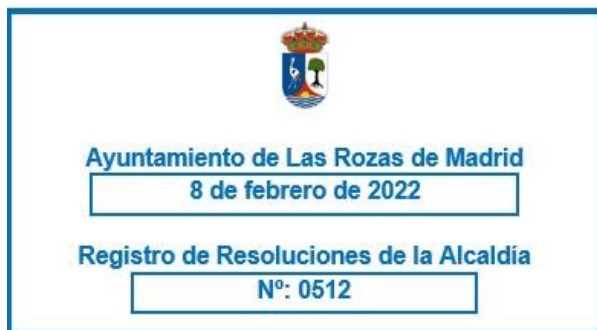 Ayuntamiento de Las Rozas de Madrid
8 de febrero de 2022
Registro de Resoluciones de la Alcaldía
Nº: 0512